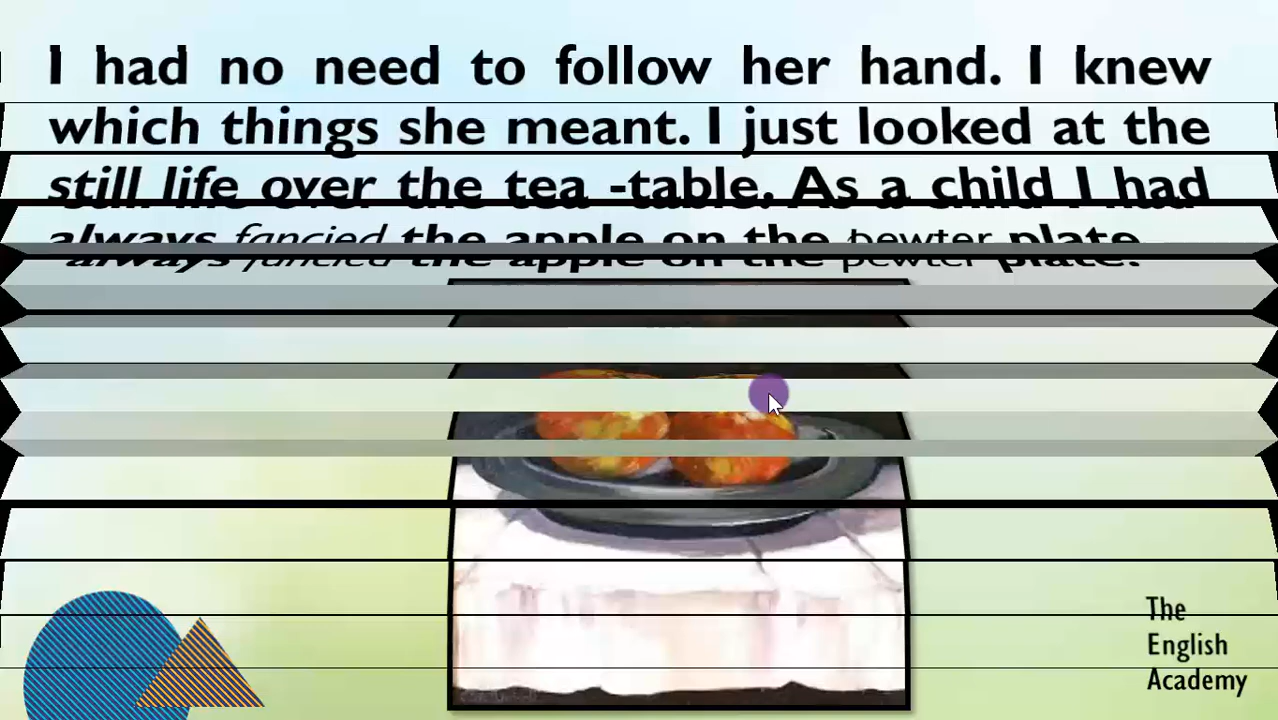 I had no need to follow her hand. I knew
which things she meant. I just looked at the
still life over the tea -table. As a child I had
always fancied the apple on the pewter plate.
The
English
Academy